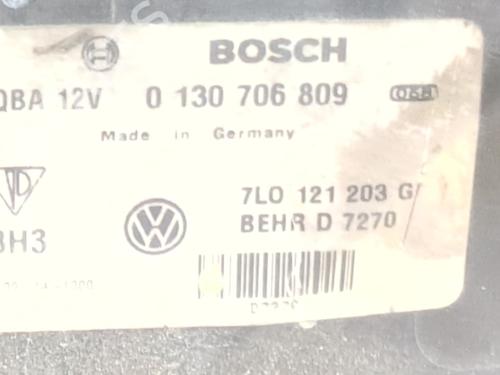 BOSCH
QBA 12V 0 130 706 809
Made in Germany
7L0 121 203 G
BEHR D 7270
BH3